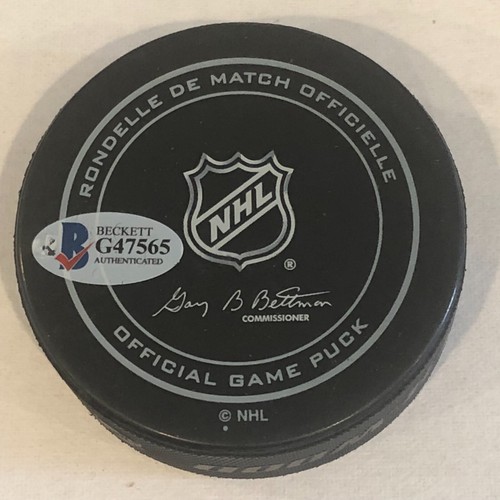 RONDELLE DE MATCH OFFICIELLE
NHL
®
BECKETT
G47565
AUTHENTICATED
Gary B Bettman
COMMISSIONER
OFFICIAL GAME PUCK
© NHL